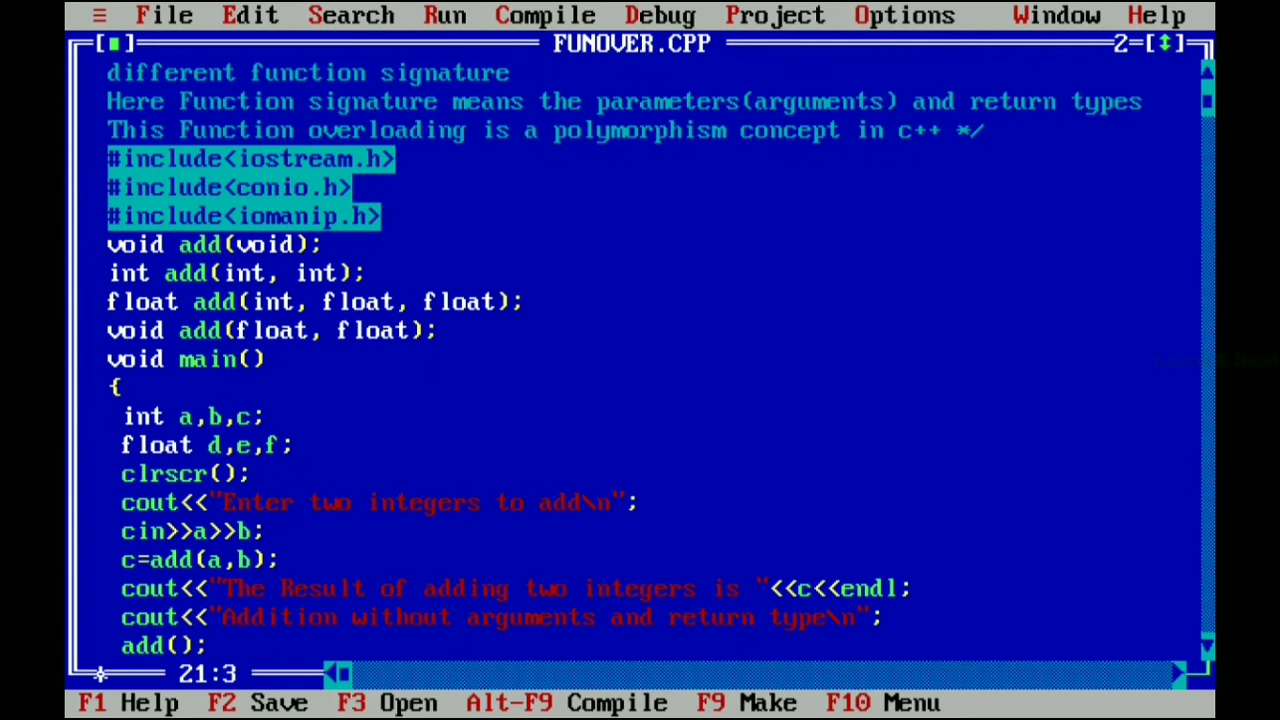 ≡ File Edit Search Run Compile Debug Project Options Window Help
[■] FUNOVER.CPP 2=[↕]
different function signature
Here Function signature means the parameters(arguments) and return types
This Function overloading is a polymorphism concept in c++ */
#include<iostream.h>
#include<conio.h>
#include<iomanip.h>
void add(void);
int add(int, int);
float add(int, float, float);
void add(float, float);
void main()
{
int a,b,c;
float d,e,f;
clrscr();
cout<<"Enter two integers to add\n";
cin>>a>>b;
c=add(a,b);
cout<<"The Result of adding two integers is "<<c<<endl;
cout<<"Addition without arguments and return type\n";
add();
21:3
F1 Help F2 Save F3 Open Alt-F9 Compile F9 Make F10 Menu